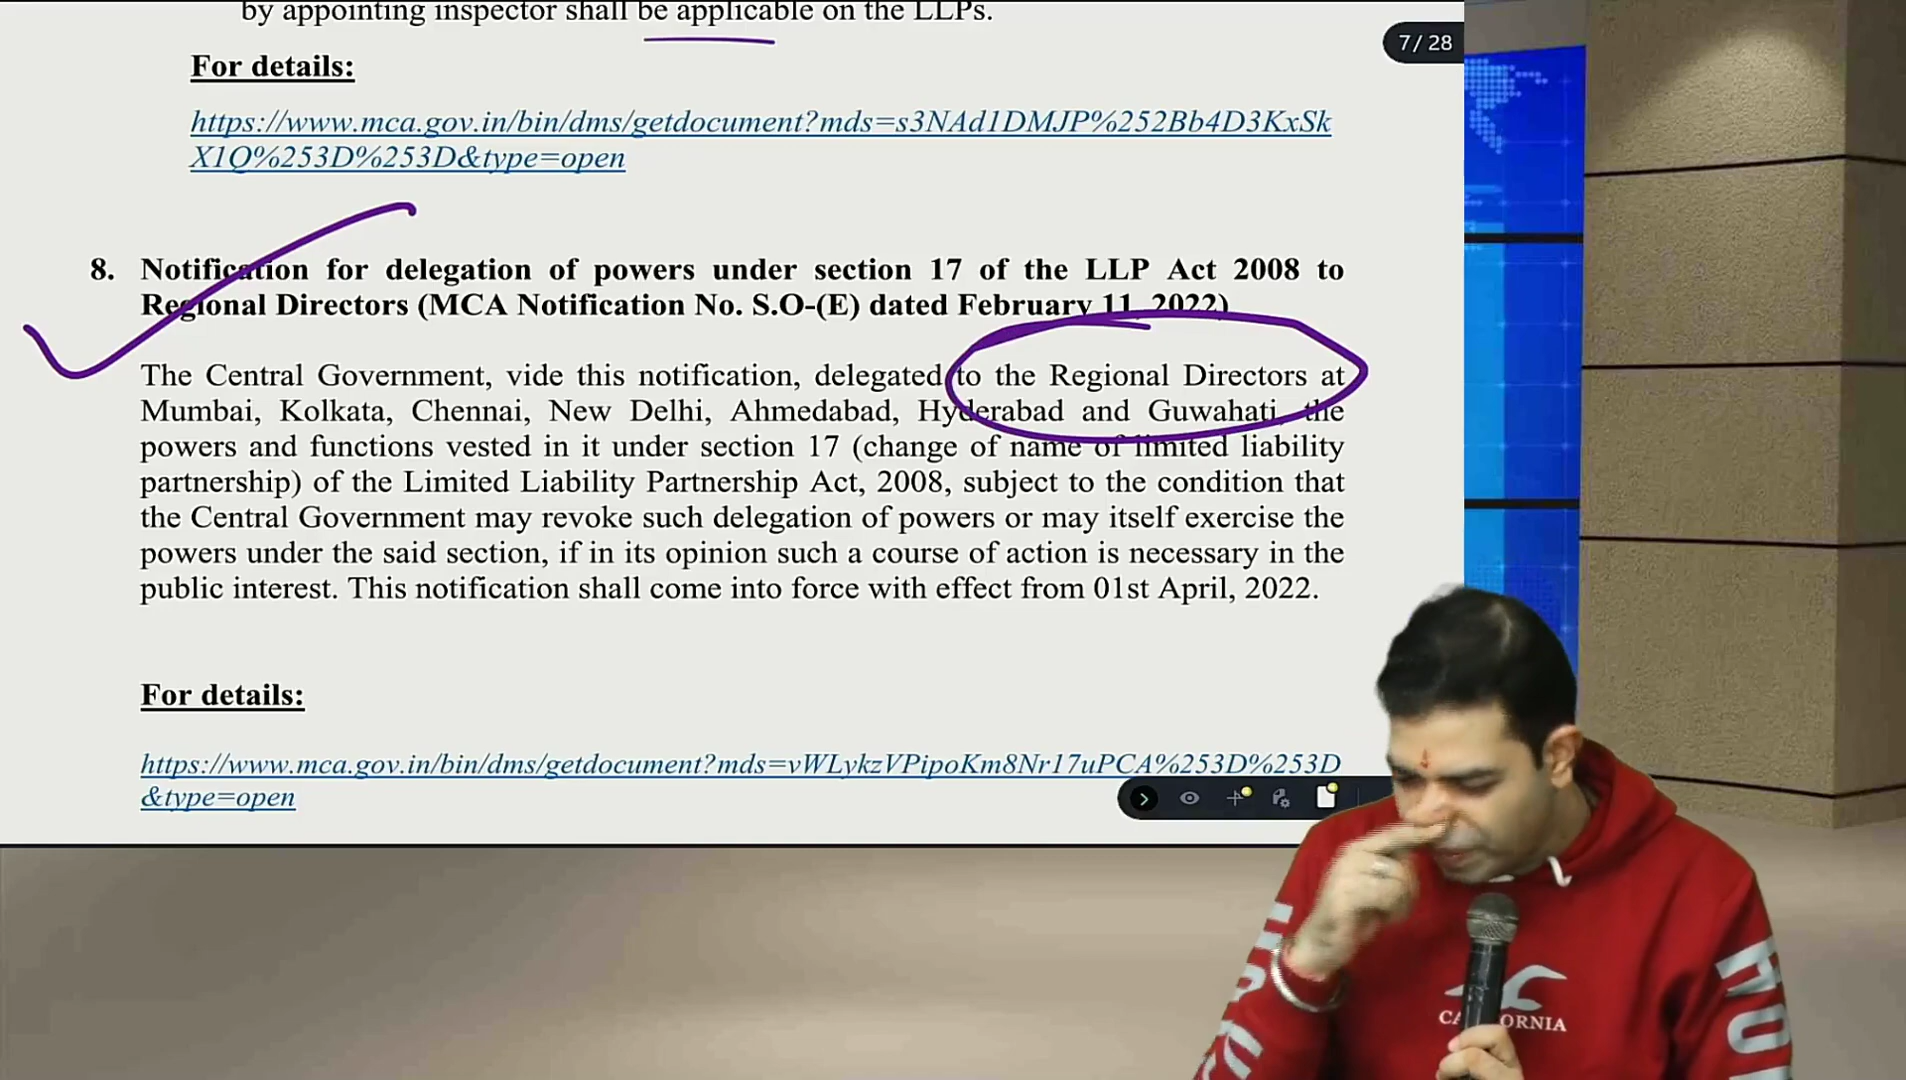 by appointing inspector shall be applicable on the LLPs.
7/ 28
For details:
https://www.mca.gov.in/bin/dms/getdocument?mds=s3NAd1DMJP%252Bb4D3KxSk
X1Q%253D%253D&type=open
8. Notification for delegation of powers under section 17 of the LLP Act 2008 to
Regional Directors (MCA Notification No. S.O-(E) dated February 11, 2022)
The Central Government, vide this notification, delegated to the Regional Directors at
Mumbai, Kolkata, Chennai, New Delhi, Ahmedabad, Hyderabad and Guwahati, the
powers and functions vested in it under section 17 (change of name of limited liability
partnership) of the Limited Liability Partnership Act, 2008, subject to the condition that
the Central Government may revoke such delegation of powers or may itself exercise the
powers under the said section, if in its opinion such a course of action is necessary in the
public interest. This notification shall come into force with effect from 01st April, 2022.
For details:
https://www.mca.gov.in/bin/dms/getdocument?mds=vWLykzVPipoKm8Nr17uPCA%253D%253D
&type=open